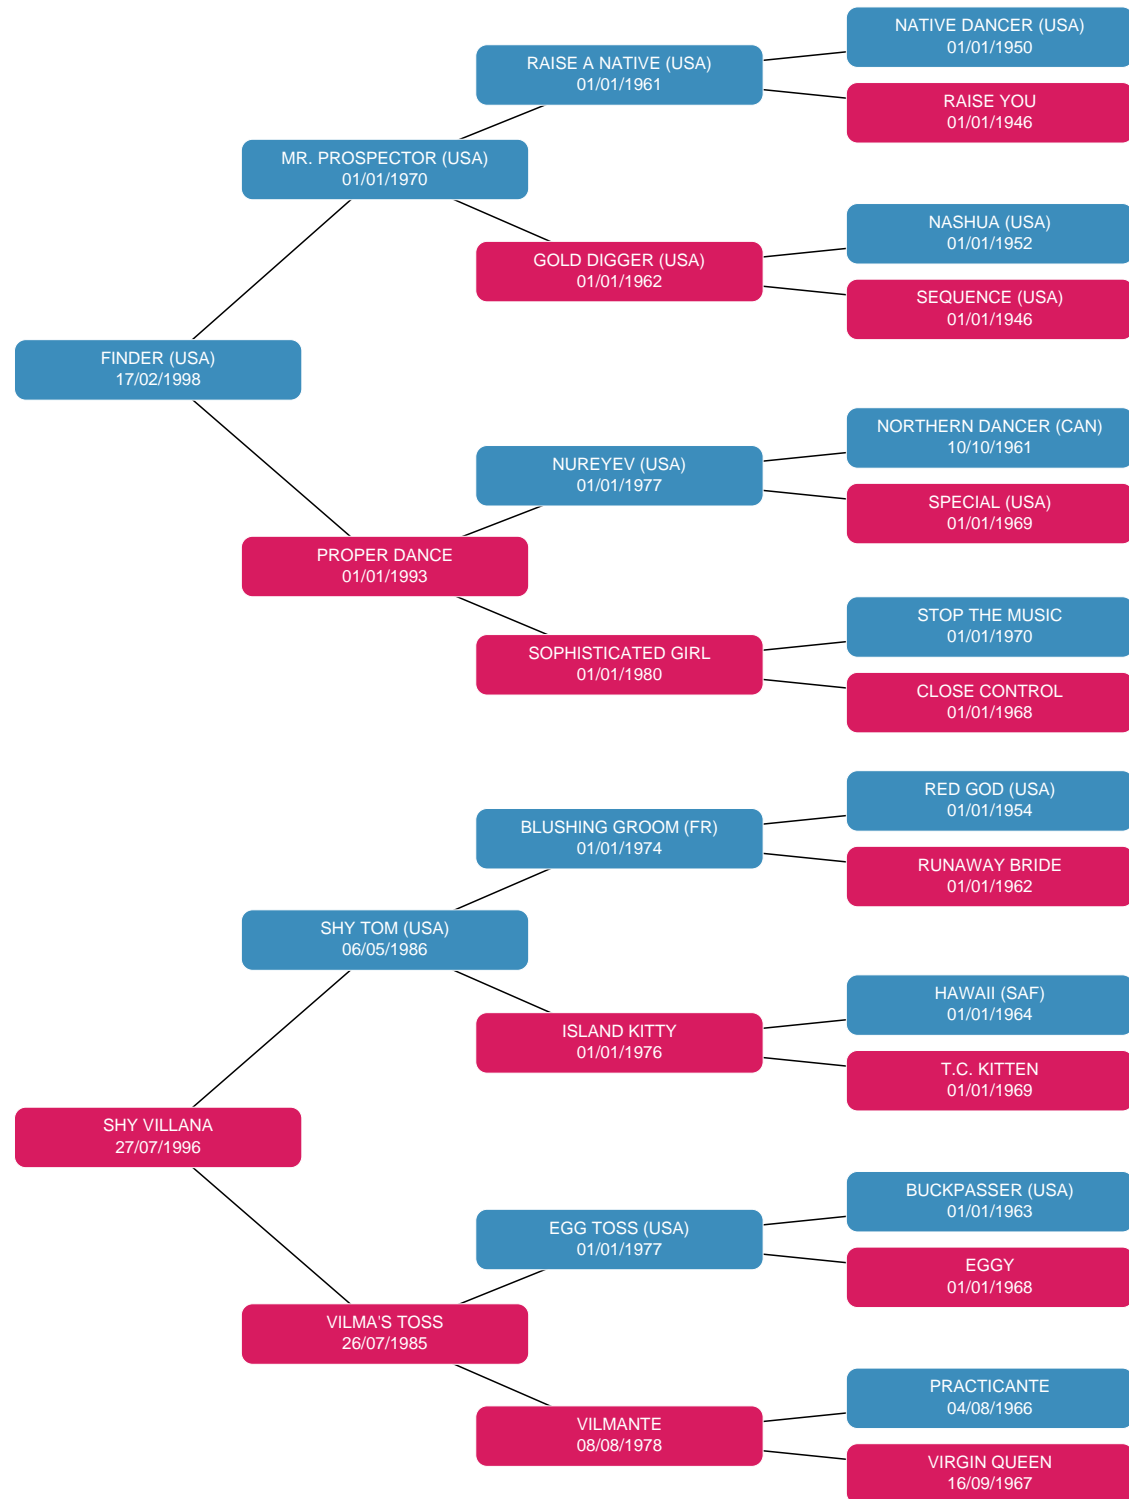 NATIVE DANCER (USA)
01/01/1950
RAISE A NATIVE (USA)
01/01/1961
RAISE YOU
01/01/1946
MR. PROSPECTOR (USA)
01/01/1970
NASHUA (USA)
01/01/1952
GOLD DIGGER (USA)
01/01/1962
SEQUENCE (USA)
01/01/1946
FINDER (USA)
17/02/1998
NORTHERN DANCER (CAN)
10/10/1961
NUREYEV (USA)
01/01/1977
SPECIAL (USA)
01/01/1969
PROPER DANCE
01/01/1993
STOP THE MUSIC
01/01/1970
SOPHISTICATED GIRL
01/01/1980
CLOSE CONTROL
01/01/1968
RED GOD (USA)
01/01/1954
BLUSHING GROOM (FR)
01/01/1974
RUNAWAY BRIDE
01/01/1962
SHY TOM (USA)
06/05/1986
HAWAII (SAF)
01/01/1964
ISLAND KITTY
01/01/1976
T.C. KITTEN
01/01/1969
SHY VILLANA
27/07/1996
BUCKPASSER (USA)
01/01/1963
EGG TOSS (USA)
01/01/1977
EGGY
01/01/1968
VILMA'S TOSS
26/07/1985
PRACTICANTE
04/08/1966
VILMANTE
08/08/1978
VIRGIN QUEEN
16/09/1967